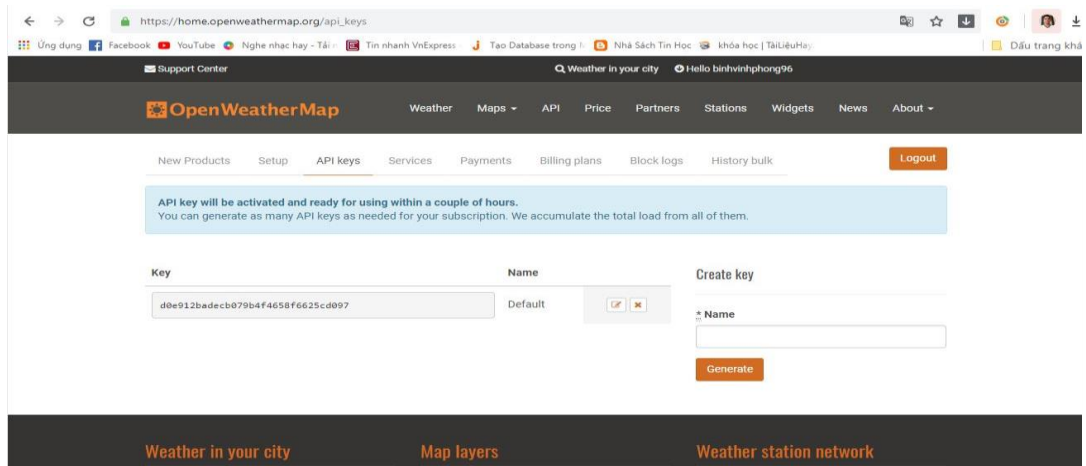 https://home.openweathermap.org/api_keys
Ứng dụng Facebook YouTube Nghe nhạc hay - Tải Tin nhanh VnExpress Tạo Database trong Nhà Sách Tin Học khóa học | TàiLiệuHay Dấu trang khá
Support Center Weather in your city Hello binhvinhphong96
OpenWeatherMap Weather Maps API Price Partners Stations Widgets News About
New Products Setup API keys Services Payments Billing plans Block logs History bulk Logout
API key will be activated and ready for using within a couple of hours.
You can generate as many API keys as needed for your subscription. We accumulate the total load from all of them.
Key Name Create key
d0e912badecb079b4f4658f6625cd097 Default
* Name
Generate
Weather in your city Map layers Weather station network